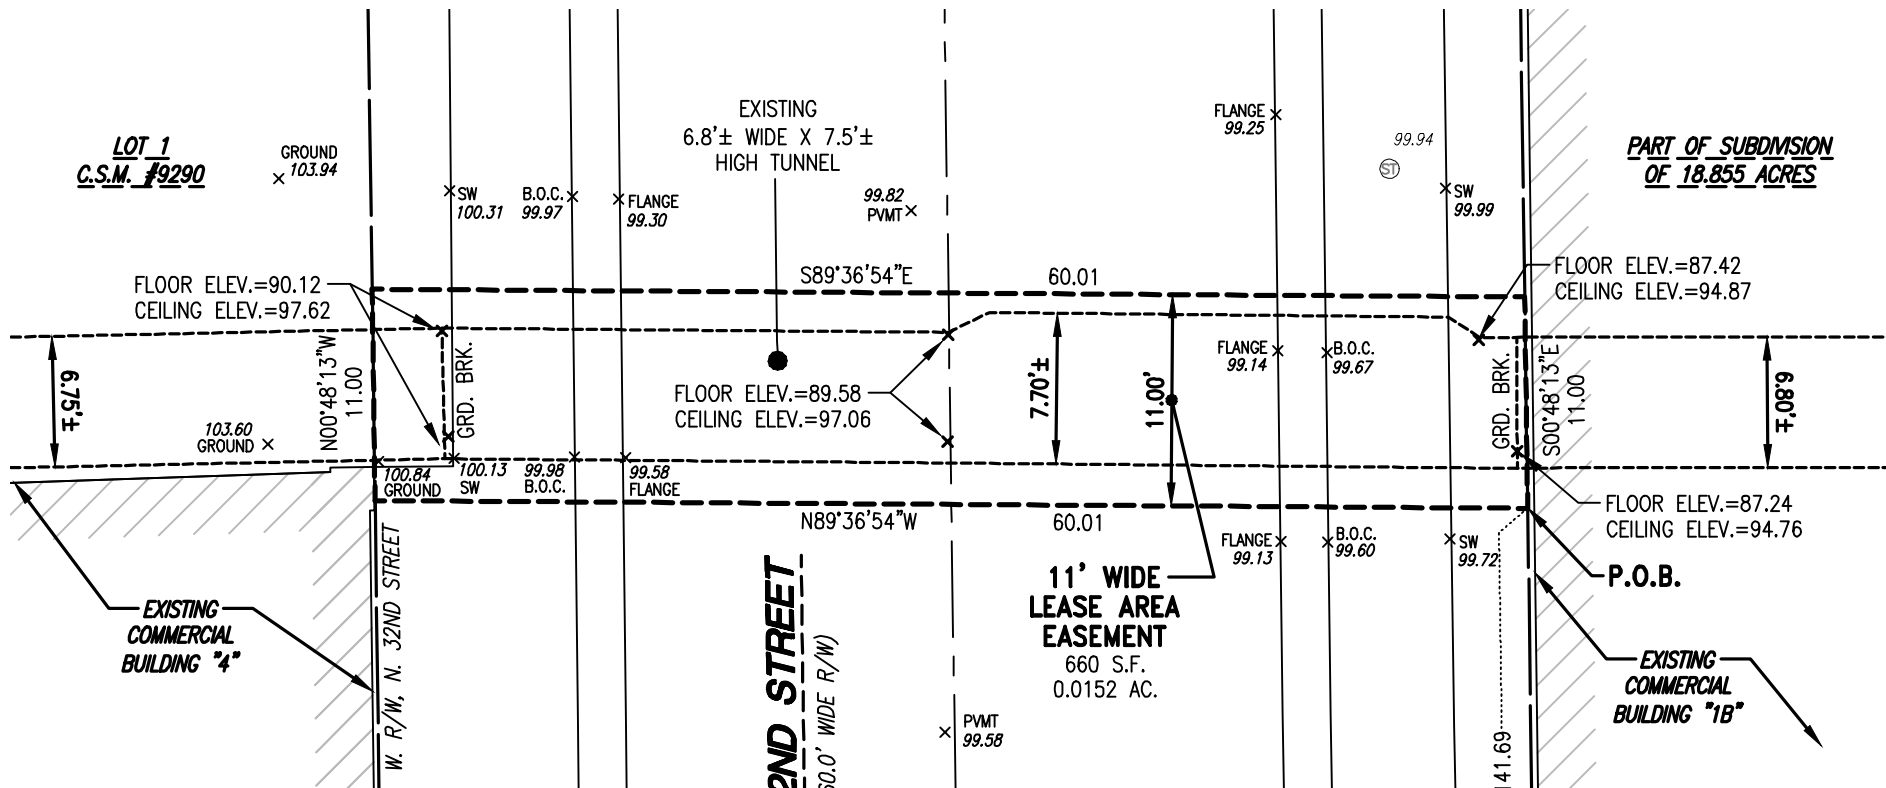 EXISTING
6.8'± WIDE X 7.5'±
HIGH TUNNEL
LOT 1
C.S.M. #9290
GROUND
103.94
SW
100.31
B.O.C.
99.97
FLANGE
99.30
99.82
PVMT
FLANGE
99.25
99.94
ST
SW
99.99
PART OF SUBDIVISION
OF 18.855 ACRES
FLOOR ELEV.=90.12
CEILING ELEV.=97.62
S89°36'54"E
60.01
FLOOR ELEV.=87.42
CEILING ELEV.=94.87
6.75'±
N00°48'13"W
11.00
GRD. BRK.
FLOOR ELEV.=89.58
CEILING ELEV.=97.06
7.70'±
11.00'
FLANGE
99.14
B.O.C.
99.67
GRD. BRK.
S00°48'13"E
11.00
6.80'±
103.60
GROUND
100.84
GROUND
100.13
SW
99.98
B.O.C.
99.58
FLANGE
N89°36'54"W
60.01
FLANGE
99.13
B.O.C.
99.60
SW
99.72
FLOOR ELEV.=87.24
CEILING ELEV.=94.76
P.O.B.
EXISTING
COMMERCIAL
BUILDING "4"
W. R/W, N. 32ND STREET
2ND STREET
60.0' WIDE R/W)
11' WIDE
LEASE AREA
EASEMENT
660 S.F.
0.0152 AC.
PVMT
99.58
141.69
EXISTING
COMMERCIAL
BUILDING "1B"